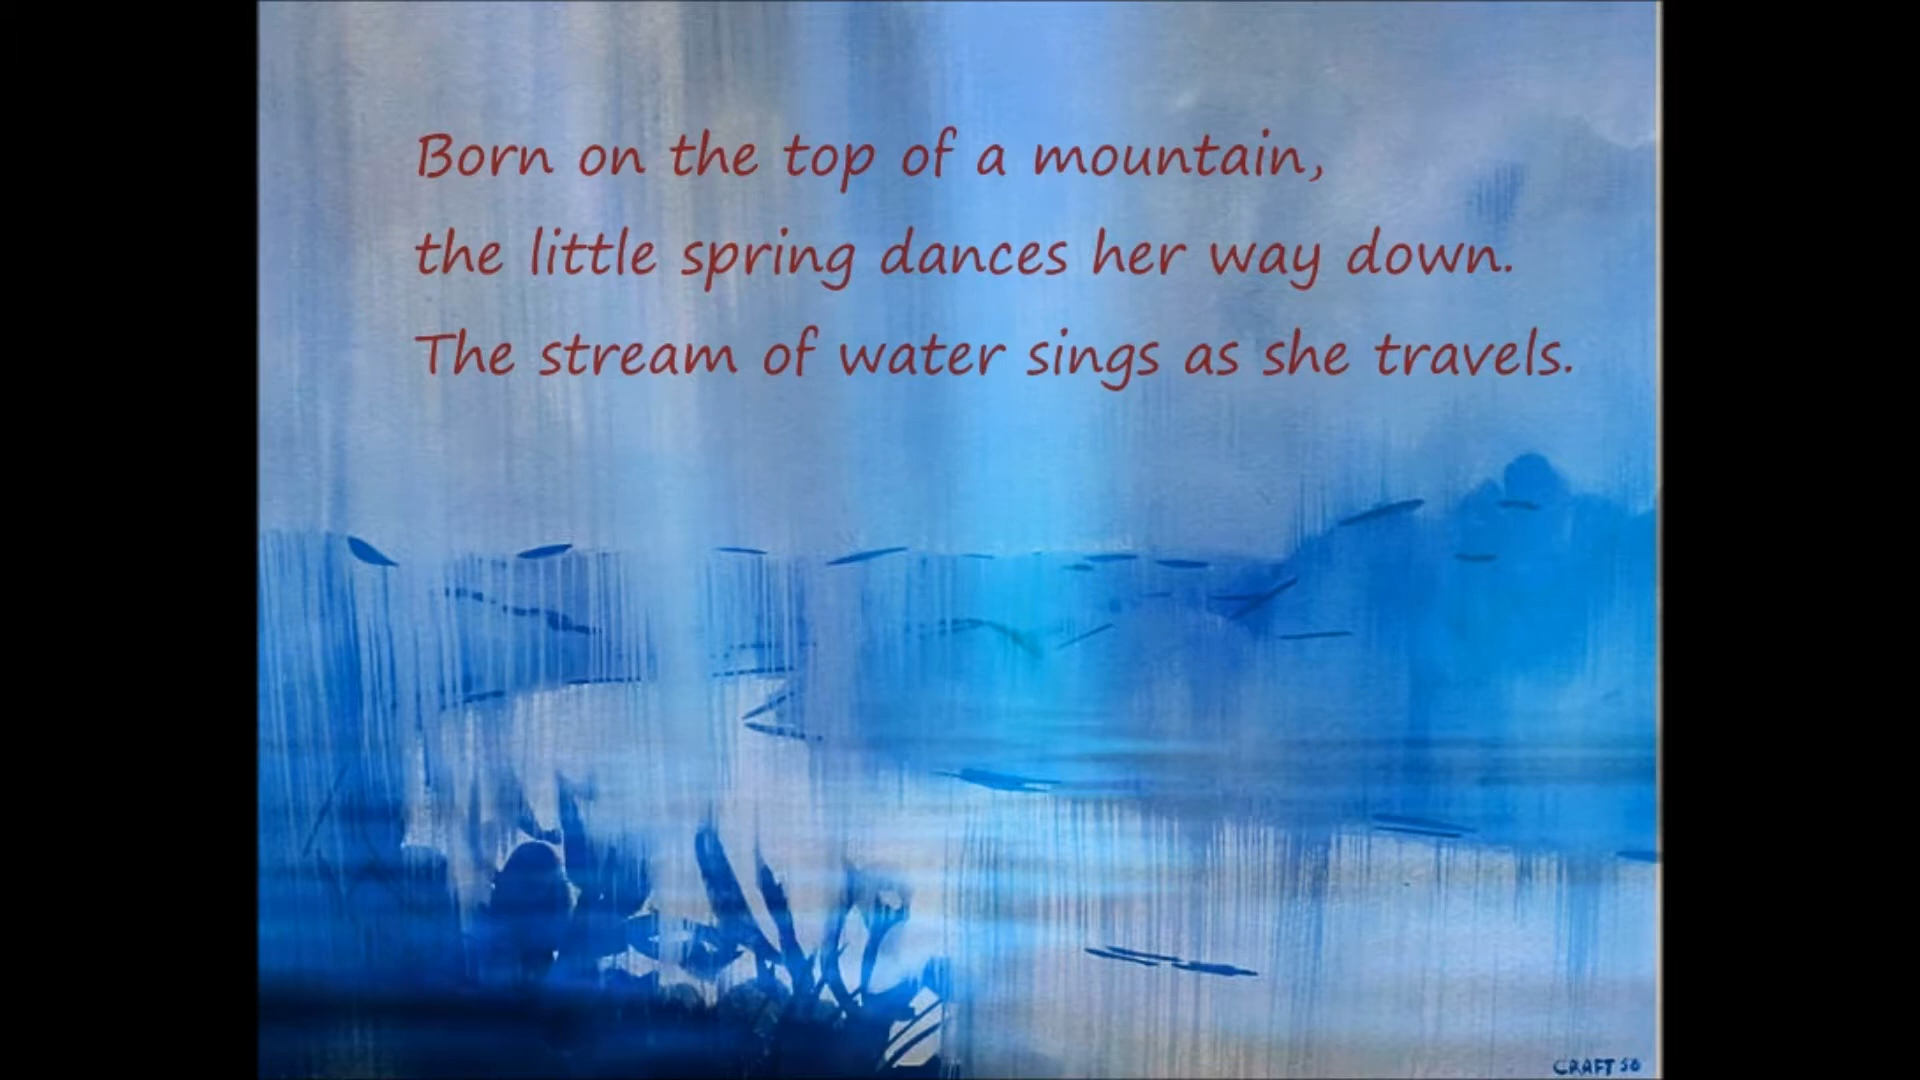 Born on the top of a mountain,
the little spring dances her way down.
The stream of water sings as she travels.
CRAFT